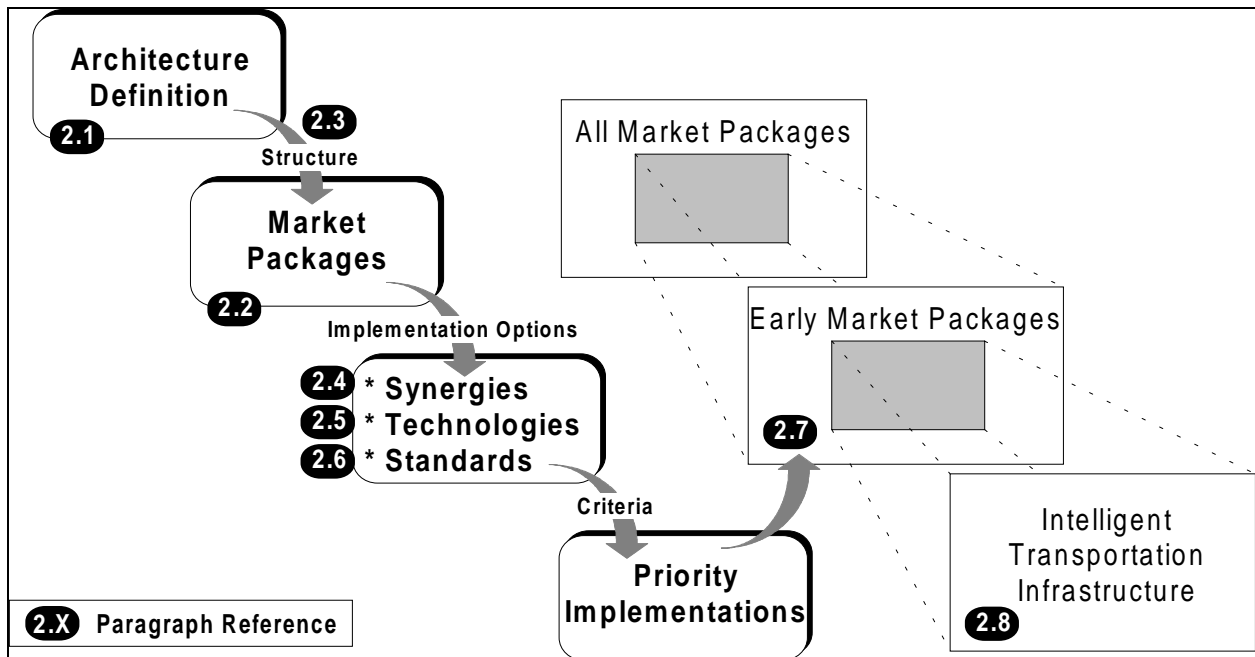 Architecture
Definition
2.1
2.3
Structure
Market
Packages
2.2
Implementation Options
2.4 * Synergies
2.5 * Technologies
2.6 * Standards
Criteria
Priority
Implementations
All Market Packages
Early Market Packages
2.7
Intelligent
Transportation
Infrastructure
2.8
2.X Paragraph Reference